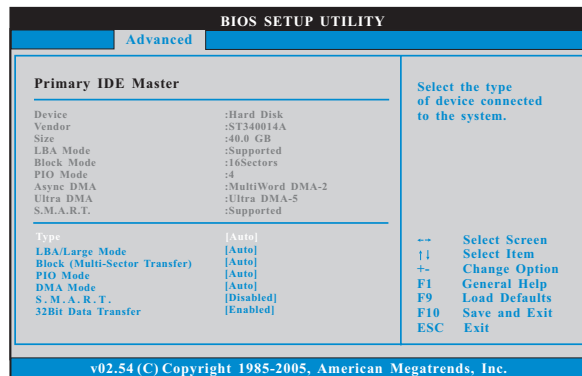 BIOS SETUP UTILITY
Advanced
Primary IDE Master
Device :Hard Disk
Vendor :ST340014A
Size :40.0 GB
LBA Mode :Supported
Block Mode :16Sectors
PIO Mode :4
Async DMA :MultiWord DMA-2
Ultra DMA :Ultra DMA-5
S.M.A.R.T. :Supported
Type [Auto]
LBA/Large Mode [Auto]
Block (Multi-Sector Transfer) [Auto]
PIO Mode [Auto]
DMA Mode [Auto]
S.M.A.R.T. [Disabled]
32Bit Data Transfer [Enabled]
Select the type
of device connected
to the system.
←→ Select Screen
↑↓ Select Item
+- Change Option
F1 General Help
F9 Load Defaults
F10 Save and Exit
ESC Exit
v02.54 (C) Copyright 1985-2005, American Megatrends, Inc.